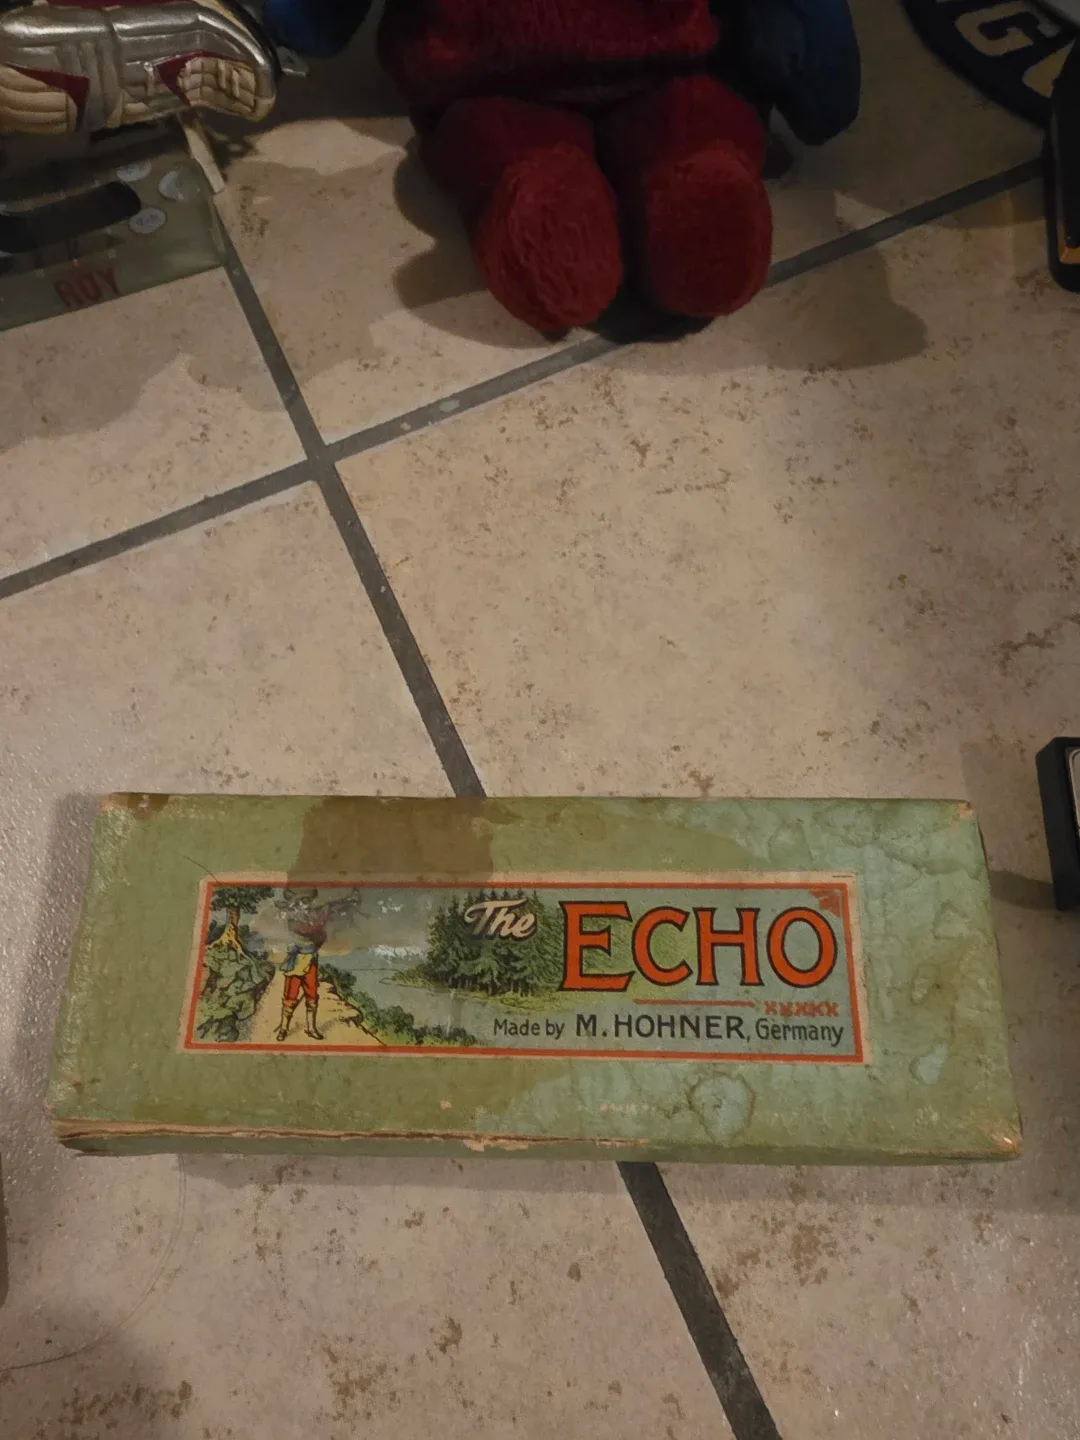 ROY
The ECHO
Made by M. HOHNER, Germany